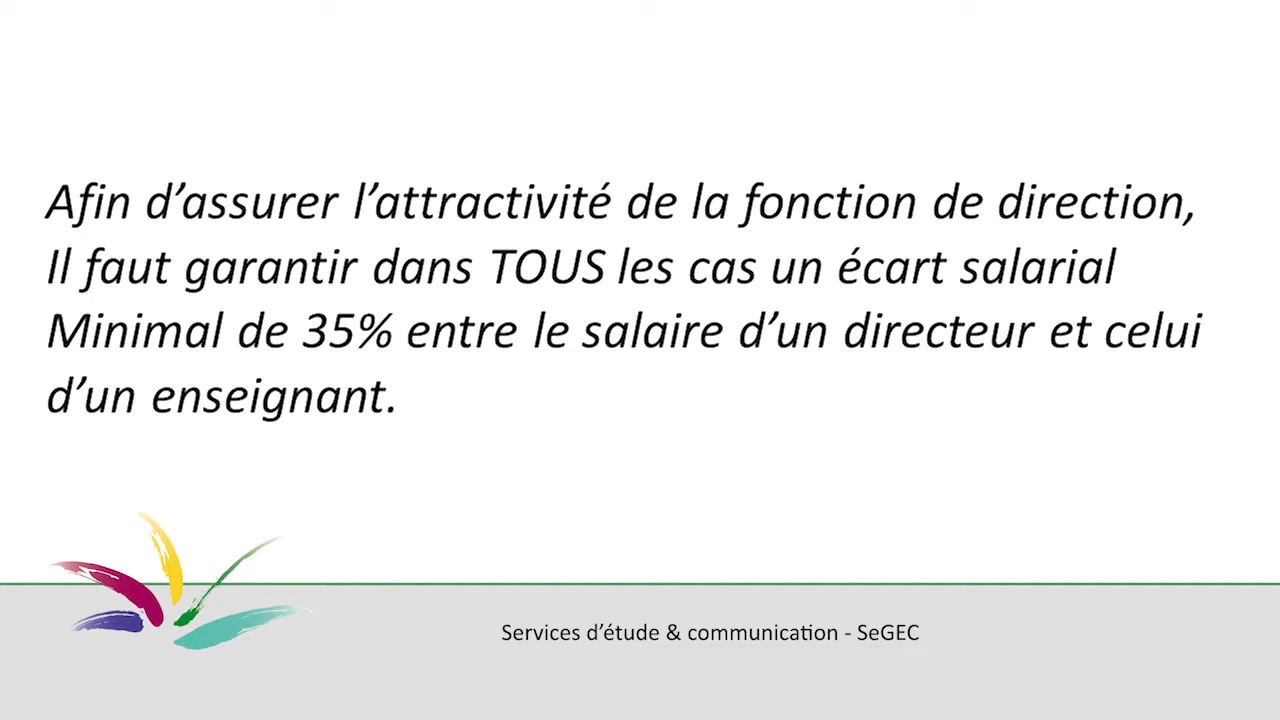 Afin d’assurer l’attractivité de la fonction de direction,
Il faut garantir dans TOUS les cas un écart salarial
Minimal de 35% entre le salaire d’un directeur et celui
d’un enseignant.
Services d’étude & communication - SeGEC